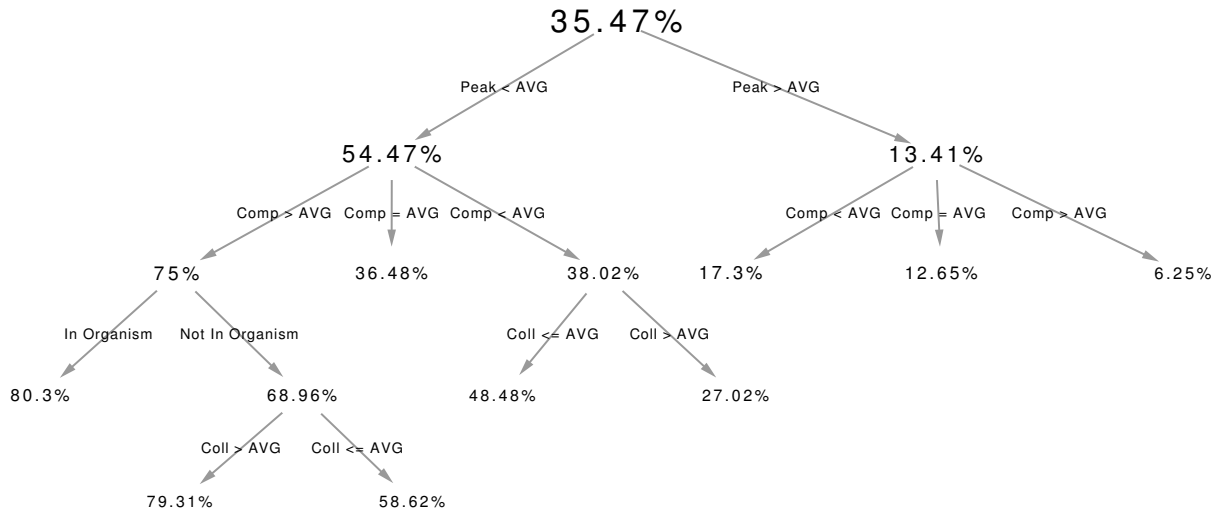 35.47%
Peak < AVG
Peak > AVG
54.47%
13.41%
Comp > AVG
Comp = AVG
Comp < AVG
Comp < AVG
Comp = AVG
Comp > AVG
75%
36.48%
38.02%
17.3%
12.65%
6.25%
In Organism
Not In Organism
Coll <= AVG
Coll > AVG
80.3%
68.96%
48.48%
27.02%
Coll > AVG
Coll <= AVG
79.31%
58.62%